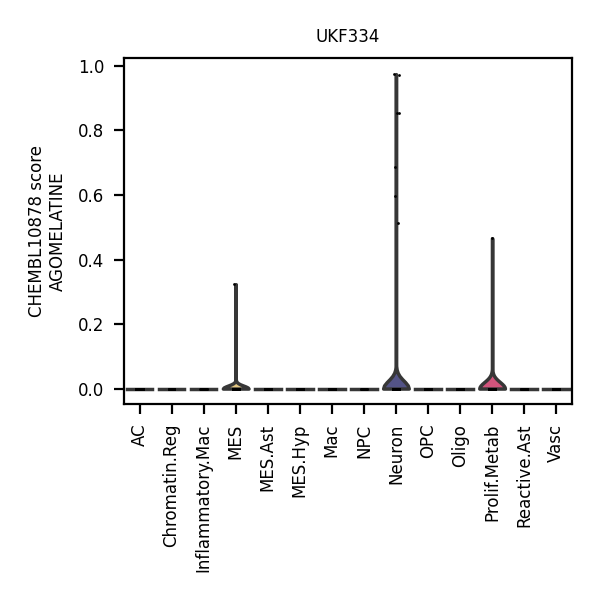 UKF334
CHEMBL10878 score
AGOMELATINE
1.0
0.8
0.6
0.4
0.2
0.0
AC
Chromatin.Reg
Inflammatory.Mac
MES
MES.Ast
MES.Hyp
Mac
NPC
Neuron
OPC
Oligo
Prolif.Metab
Reactive.Ast
Vasc